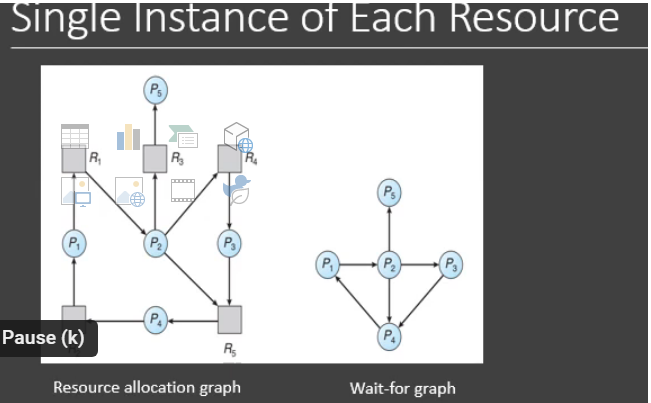 Single Instance of Each Resource
P5
R1
R3
R4
P5
P1
P2
P3
P1
P2
P3
P4
P4
Pause (k)
R5
Resource allocation graph
Wait-for graph